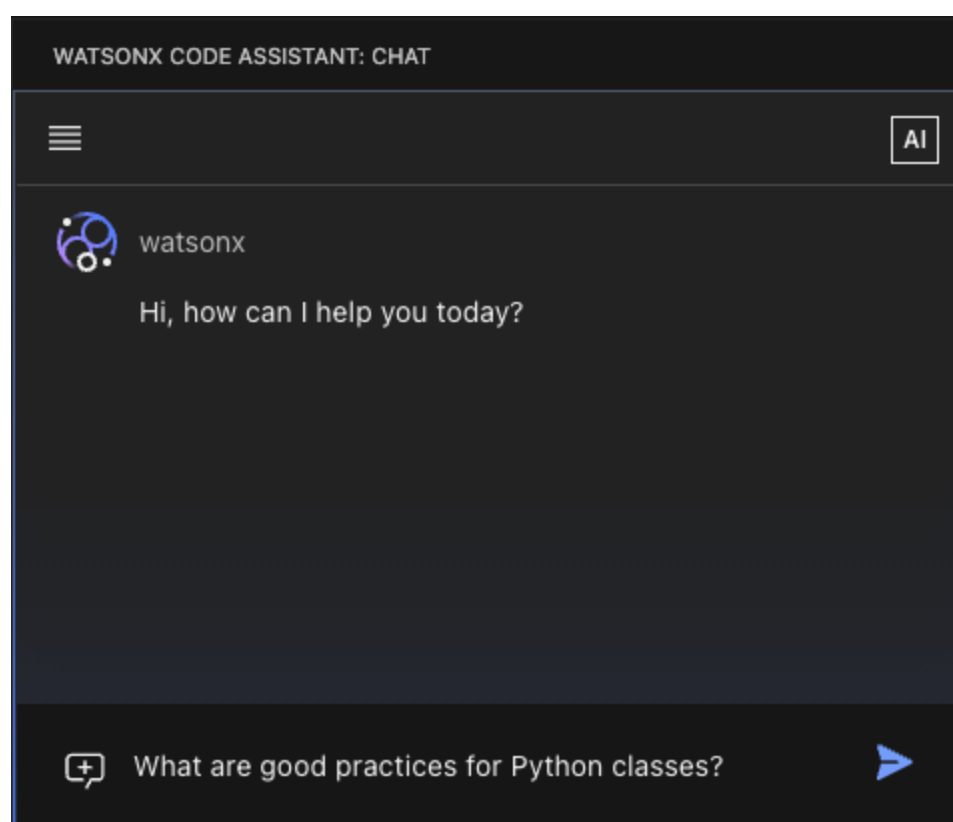 WATSONX CODE ASSISTANT: CHAT
AI
watsonx
Hi, how can I help you today?
What are good practices for Python classes?